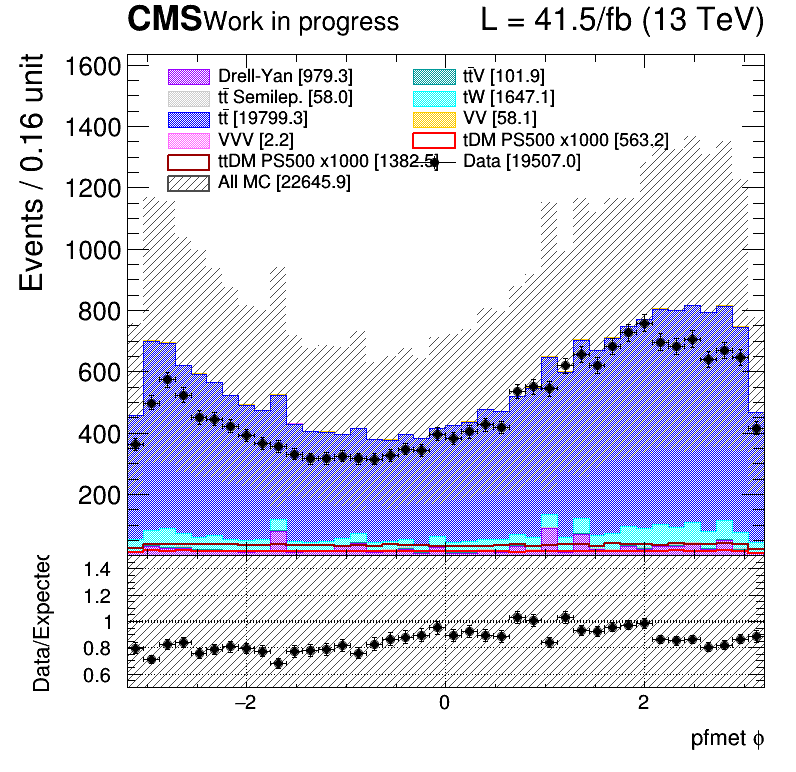 CMS Work in progress L = 41.5/fb (13 TeV)
Events / 0.16 unit
1600
1400
1200
1000
800
600
400
200
Drell-Yan [979.3] tt̄V [101.9]
tt̄ Semilep. [58.0] tW [1647.1]
tt̄ [19799.3] VV [58.1]
VVV [2.2] tDM PS500 x1000 [563.2]
ttDM PS500 x1000 [1382.5] Data [19507.0]
All MC [22645.9]
Data/Expected
1.4
1.2
1
0.8
0.6
−2 0 2
pfmet ϕ